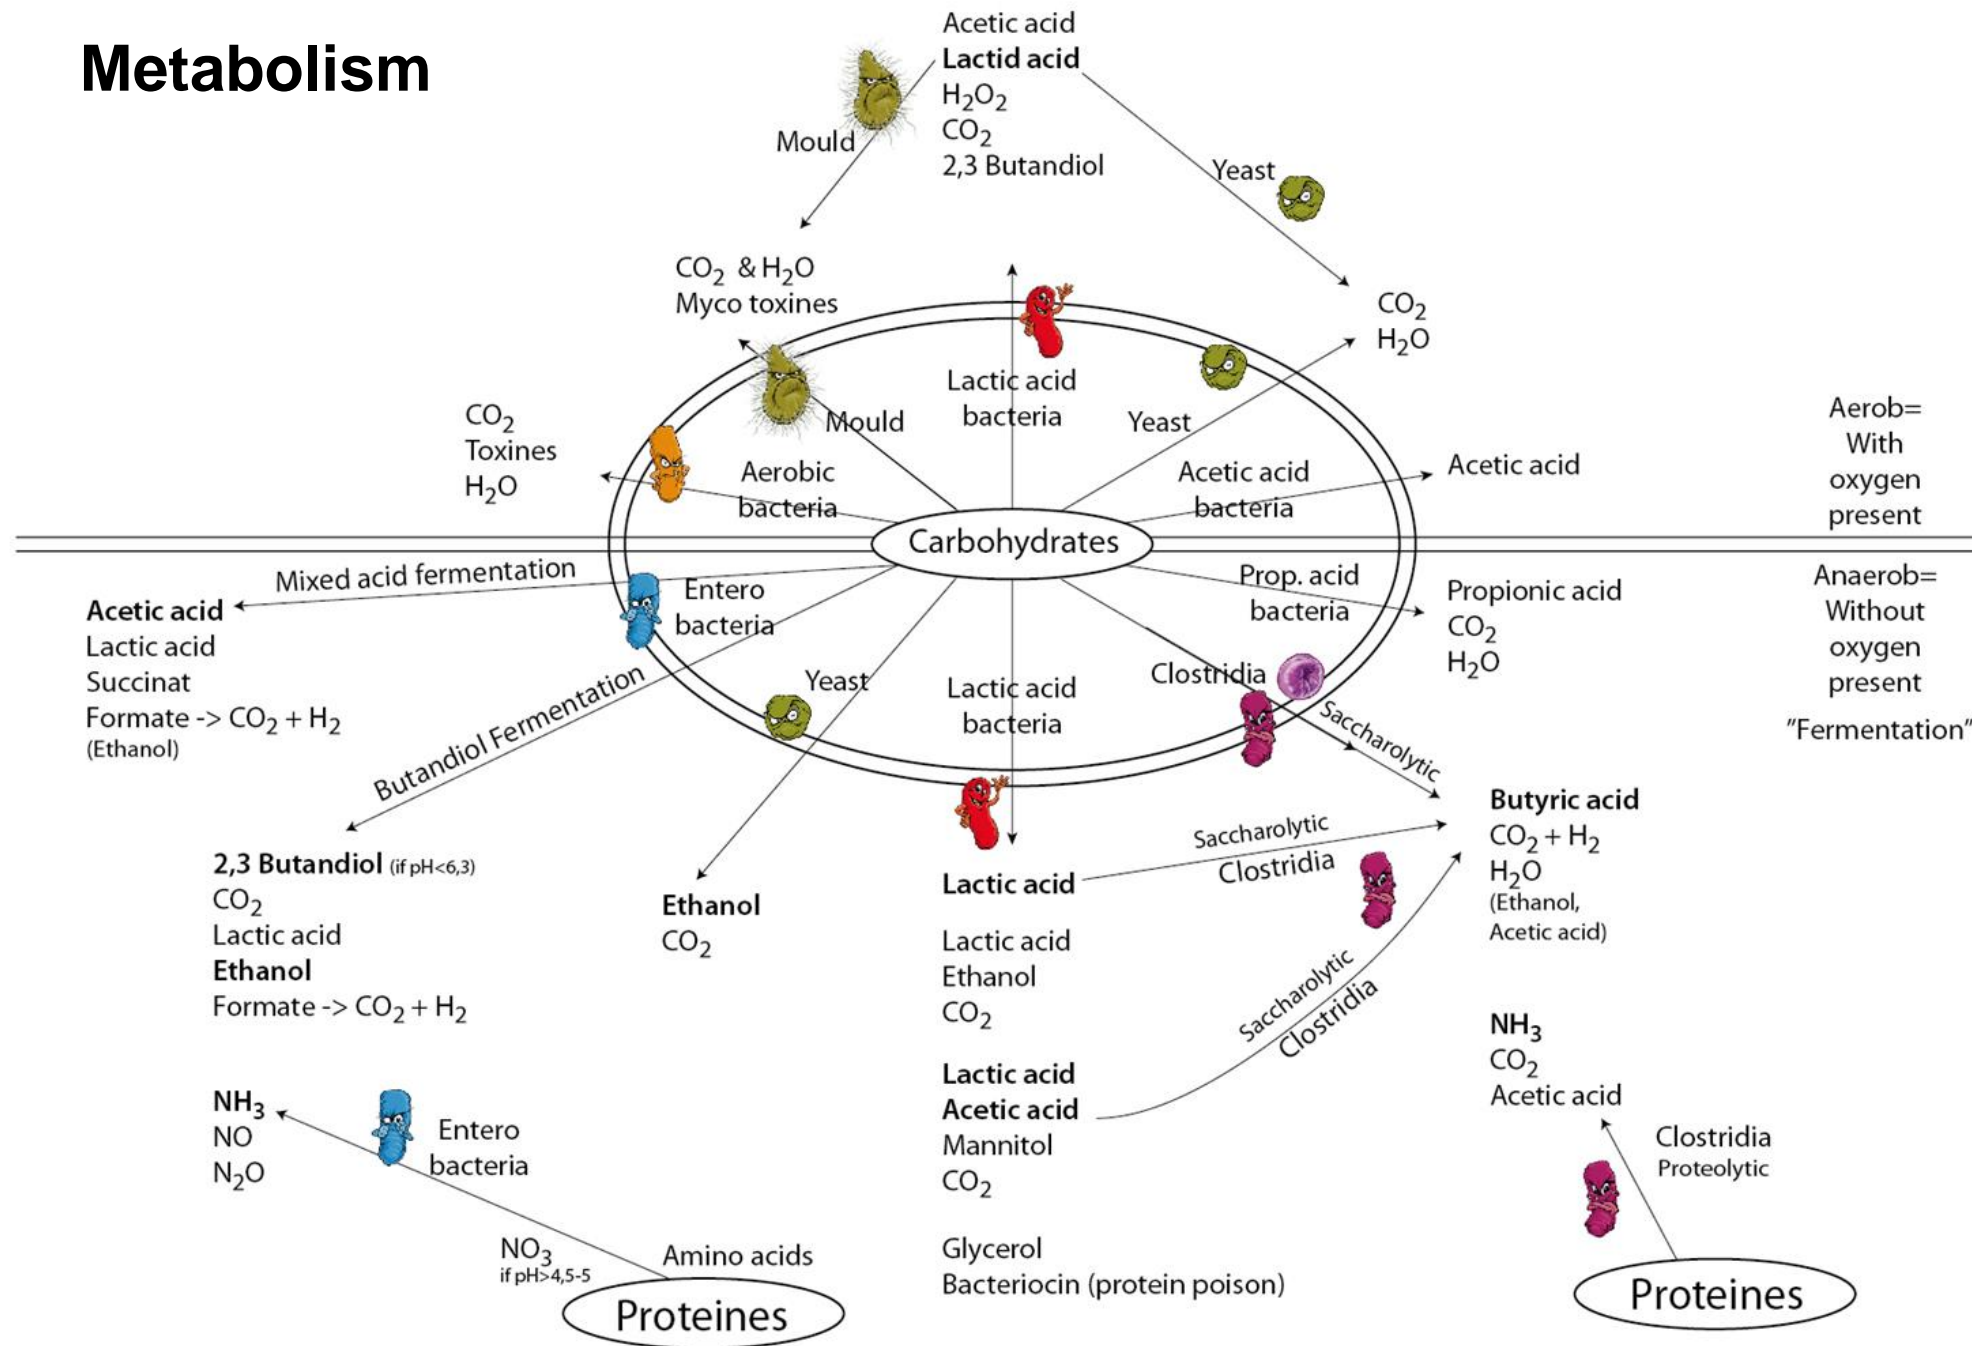 Metabolism
Acetic acid
Lactid acid
H2O2
CO2
2,3 Butandiol
Mould
Yeast
CO2 & H2O
Myco toxines
CO2
H2O
Lactic acid
bacteria
Mould
Yeast
CO2
Toxines
H2O
Aerobic
bacteria
Acetic acid
bacteria
Acetic acid
Aerob=
With
oxygen
present
Carbohydrates
Mixed acid fermentation
Entero
bacteria
Prop. acid
bacteria
Propionic acid
CO2
H2O
Anaerob=
Without
oxygen
present
"Fermentation"
Acetic acid
Lactic acid
Succinat
Formate -> CO2 + H2
(Ethanol)
Butandiol Fermentation
Yeast
Lactic acid
bacteria
Clostridia
Saccharolytic
Butyric acid
CO2 + H2
H2O
(Ethanol,
Acetic acid)
2,3 Butandiol (if pH<6,3)
CO2
Lactic acid
Ethanol
Formate -> CO2 + H2
Ethanol
CO2
Lactic acid
Saccharolytic
Clostridia
Lactic acid
Ethanol
CO2
Saccharolytic
Clostridia
Lactic acid
Acetic acid
Mannitol
CO2
Glycerol
Bacteriocin (protein poison)
NH3
CO2
Acetic acid
Clostridia
Proteolytic
Proteines
NH3
NO
N2O
Entero
bacteria
NO3
if pH>4,5-5
Amino acids
Proteines